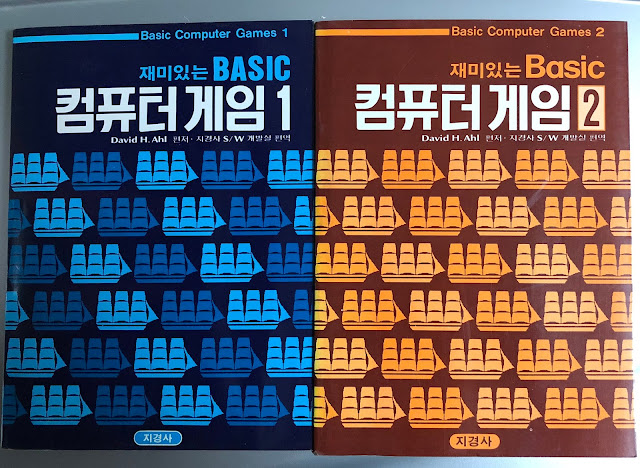 Basic Computer Games 1
재미있는 BASIC
컴퓨터 게임 1
David H. Ahl 편저·지경사 S/W 개발실 편역
지경사
Basic Computer Games 2
재미있는 Basic
컴퓨터 게임 2
David H. Ahl 편저·지경사 S/W 개발실 편역
지경사